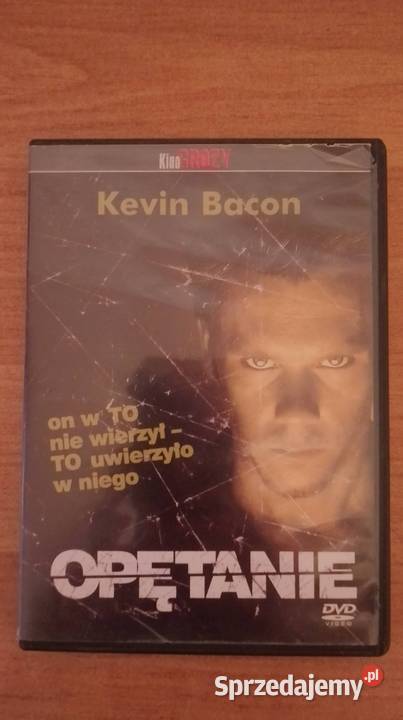 Kino GROZY
Kevin Bacon
on w TO
nie wierzył –
TO uwierzyło
w niego
OPĘTANIE
DVD
VIDEO
Sprzedajemy.pl